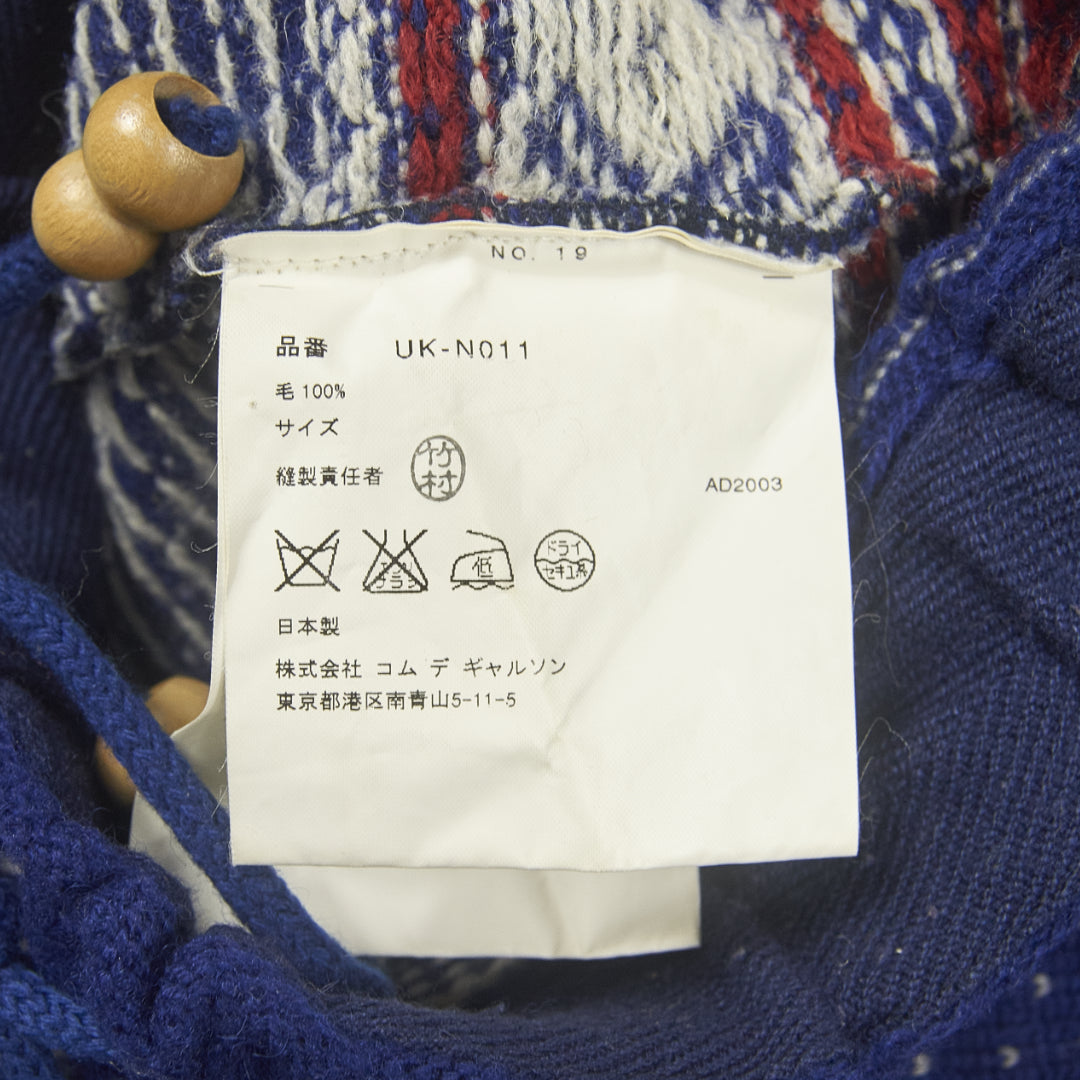 NO. 19
品番 UK-N011
毛 100%
サイズ
縫製責任者 竹村
AD2003
低
ドライ
セキユ系
日本製
株式会社 コム デ ギャルソン
東京都港区南青山5-11-5